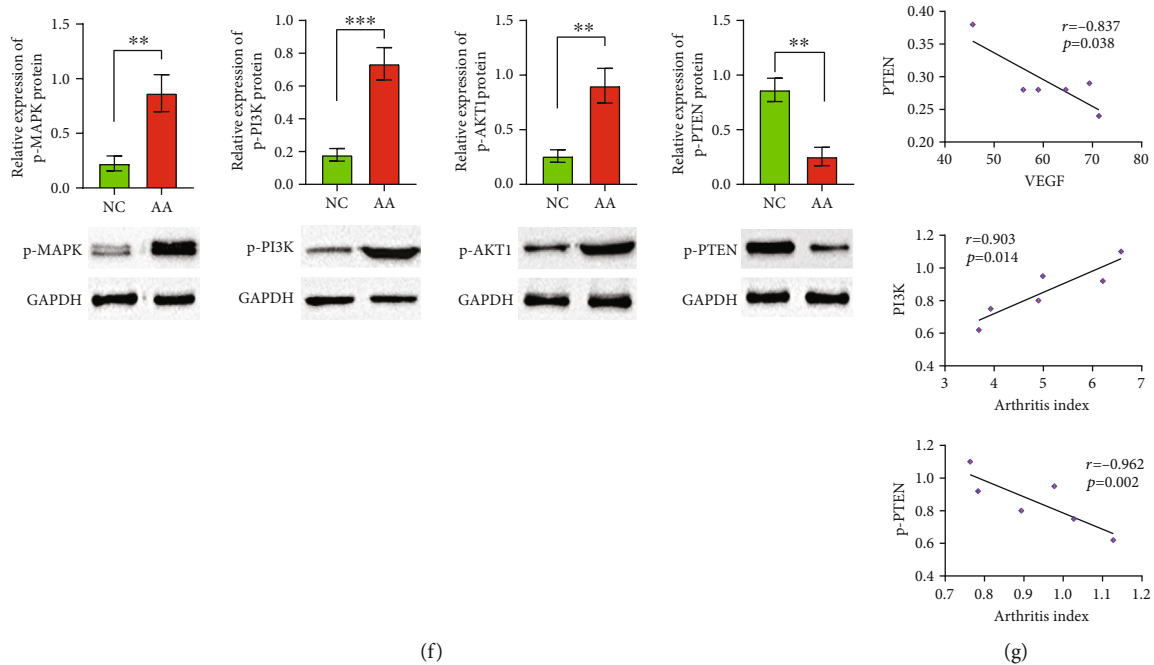 Relative expression of
p-MAPK protein
1.5
1.0
0.5
0.0
**
NC AA
Relative expression of
p-PI3K protein
1.0
0.8
0.6
0.4
0.2
0.0
***
NC AA
Relative expression of
p-AKT1protein
1.5
1.0
0.5
0.0
**
NC AA
Relative expression of
p-PTEN protein
1.5
1.0
0.5
0.0
**
NC AA
p-MAPK
GAPDH
p-PI3K
GAPDH
p-AKT1
GAPDH
p-PTEN
GAPDH
(f)
PTEN
0.40
0.35
0.30
0.25
0.20
r=−0.837
p=0.038
40 50 60 70 80
VEGF
PI3K
1.2
1.0
0.8
0.6
0.4
r=0.903
p=0.014
3 4 5 6 7
Arthritis index
p-PTEN
1.2
1.0
0.8
0.6
0.4
r=−0.962
p=0.002
0.7 0.8 0.9 1.0 1.1 1.2
Arthritis index
(g)